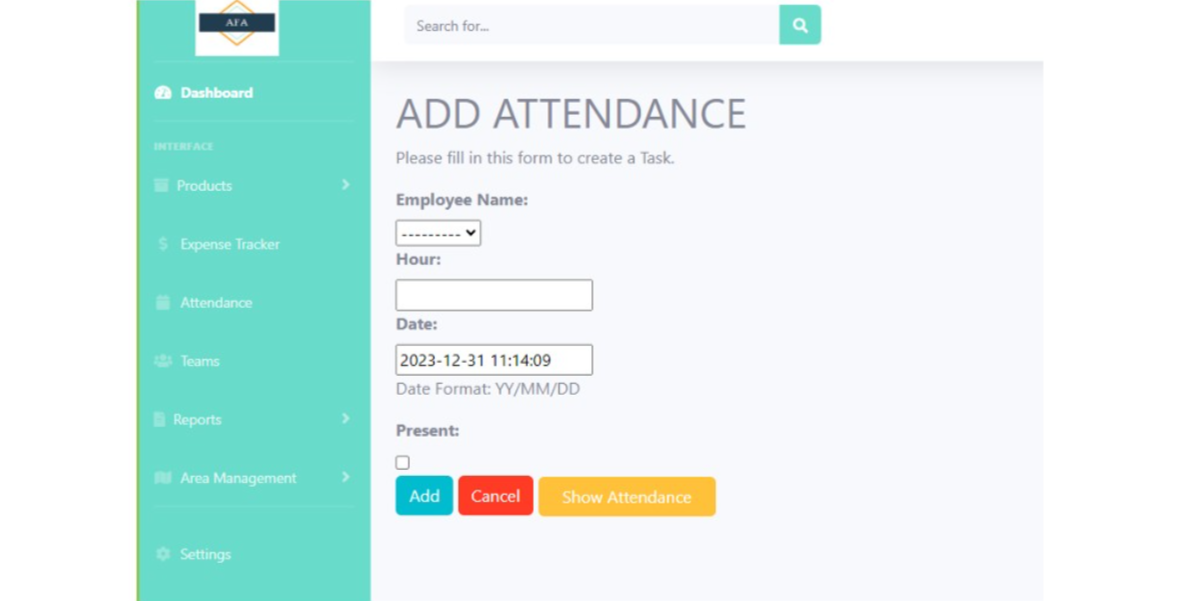 AFA
Search for...
Dashboard
INTERFACE
Products
Expense Tracker
Attendance
Teams
Reports
Area Management
Settings
ADD ATTENDANCE
Please fill in this form to create a Task.
Employee Name:
---------
Hour:
Date:
2023-12-31 11:14:09
Date Format: YY/MM/DD
Present:
Add Cancel Show Attendance